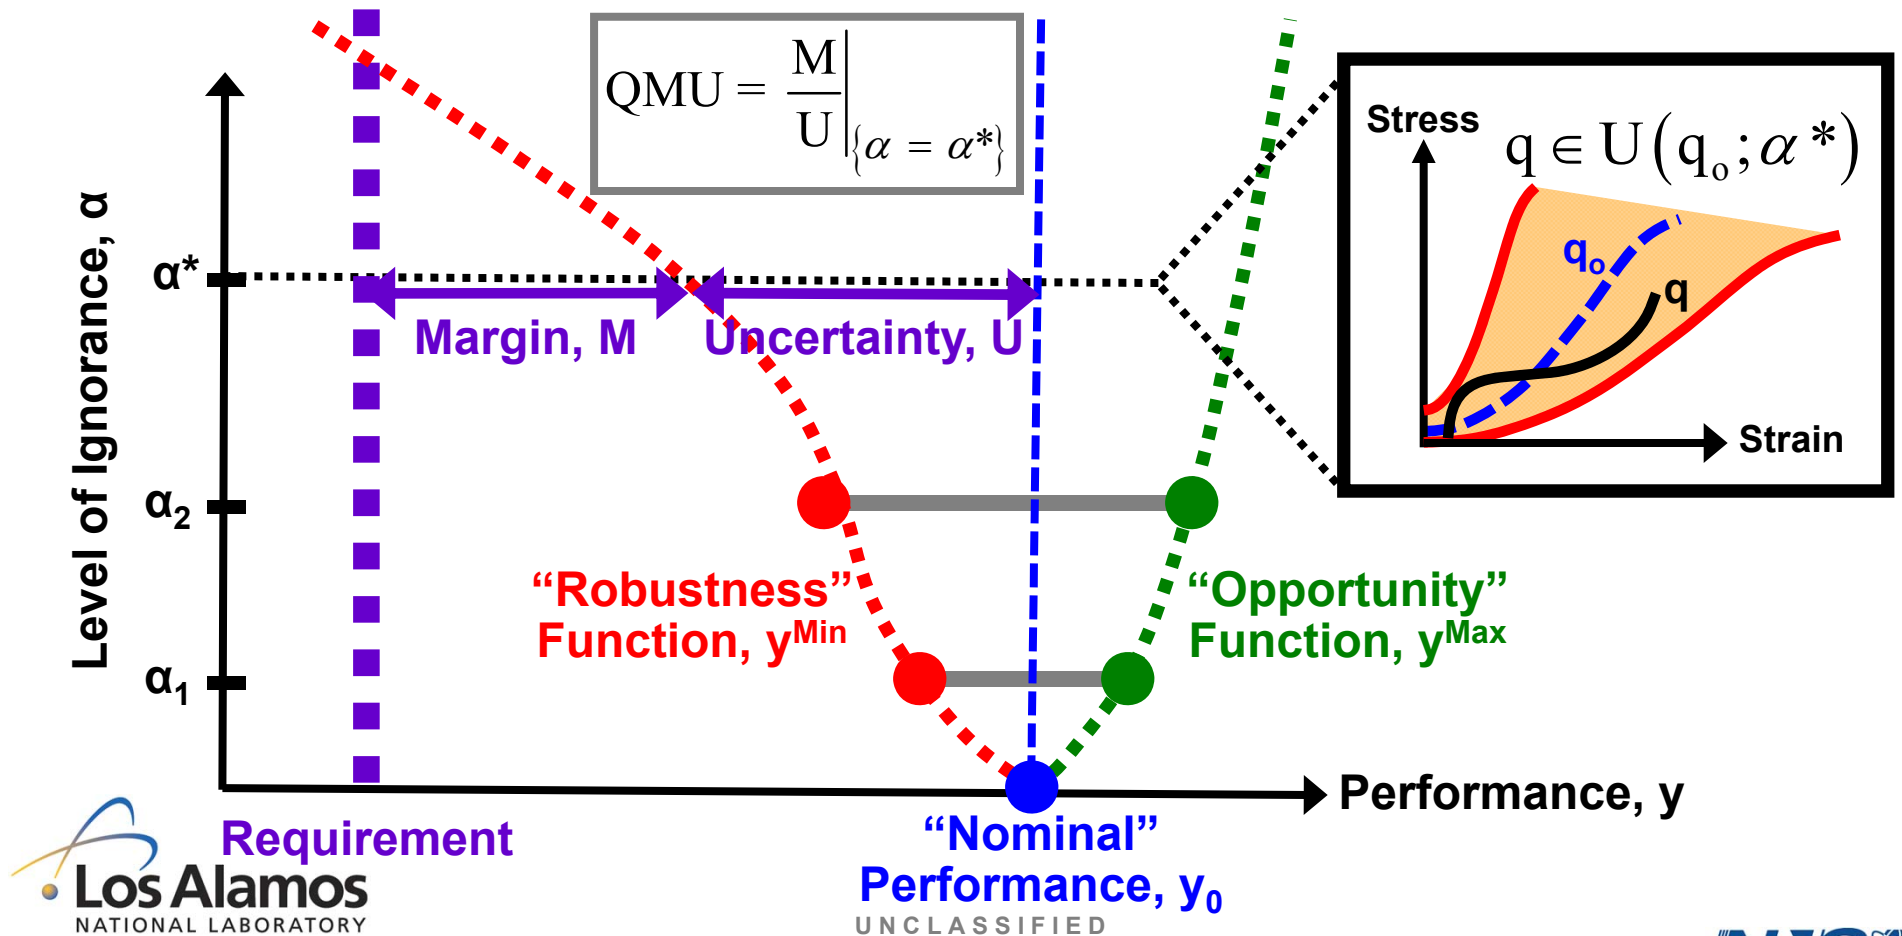 QMU = M/U|{α = α*}
Stress
q ∈ U(qₒ;α*)
Level of Ignorance, α
α*
qₒ
q
Margin, M
Uncertainty, U
Strain
α₂
“Robustness”
Function, yᴹⁱⁿ
“Opportunity”
Function, yᴹᵃˣ
α₁
Performance, y
Requirement
“Nominal”
Performance, y₀
Los Alamos
NATIONAL LABORATORY
UNCLASSIFIED